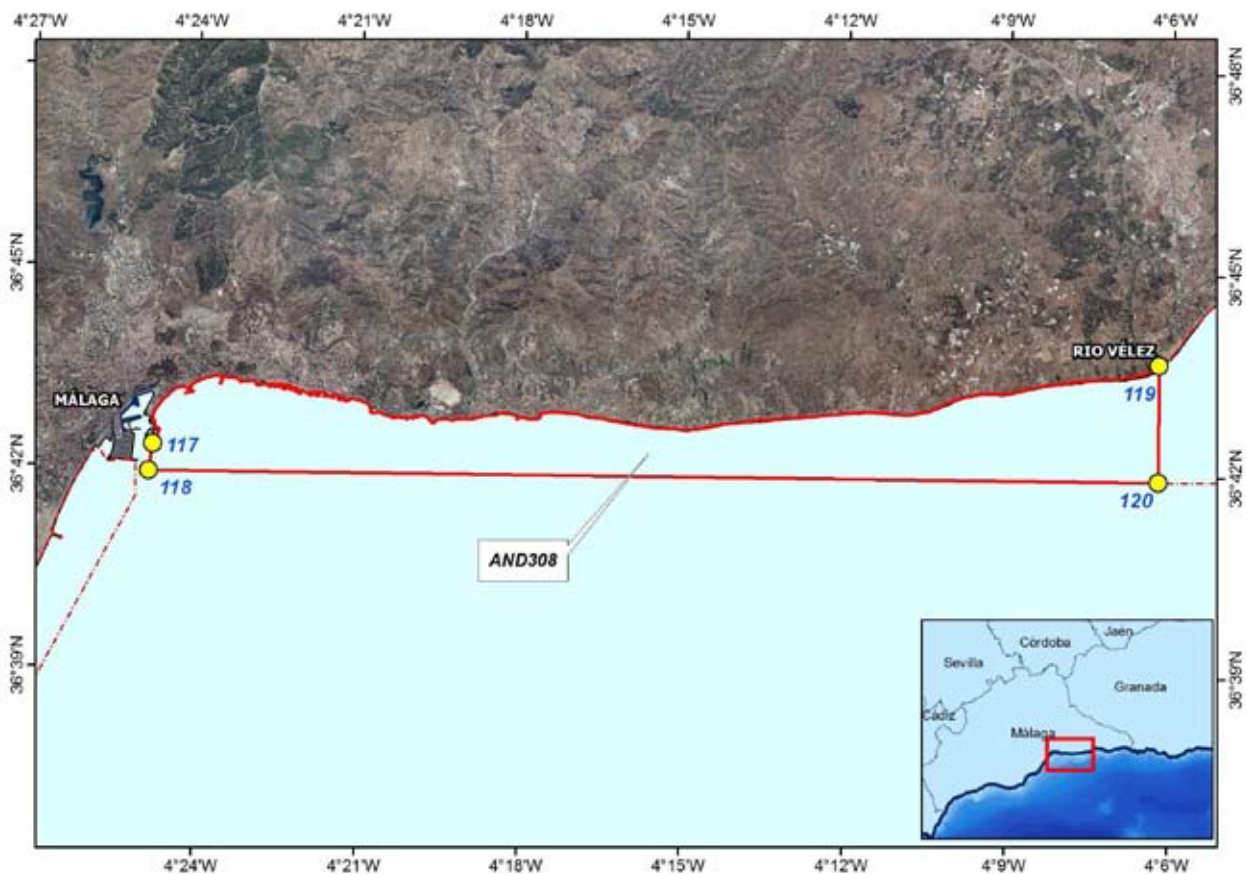 4°27'W 4°24'W 4°21'W 4°18'W 4°15'W 4°12'W 4°9'W 4°6'W
36°48'N
36°45'N
36°45'N
RIO VÉLEZ
MÁLAGA
119
117
36°42'N
36°42'N
118
120
AND308
36°39'N
36°39'N
Jaén
Córdoba
Sevilla
Granada
Cádiz
Málaga
4°24'W 4°21'W 4°18'W 4°15'W 4°12'W 4°9'W 4°6'W